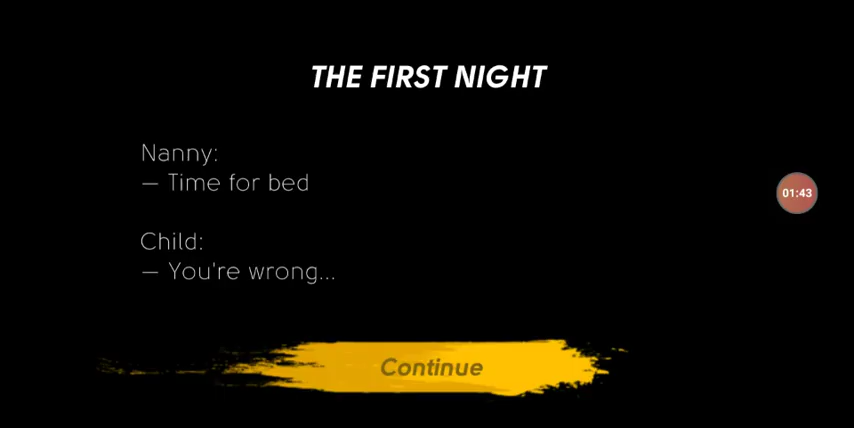 THE FIRST NIGHT
Nanny:
— Time for bed
01:43
Child:
— You're wrong...
Continue